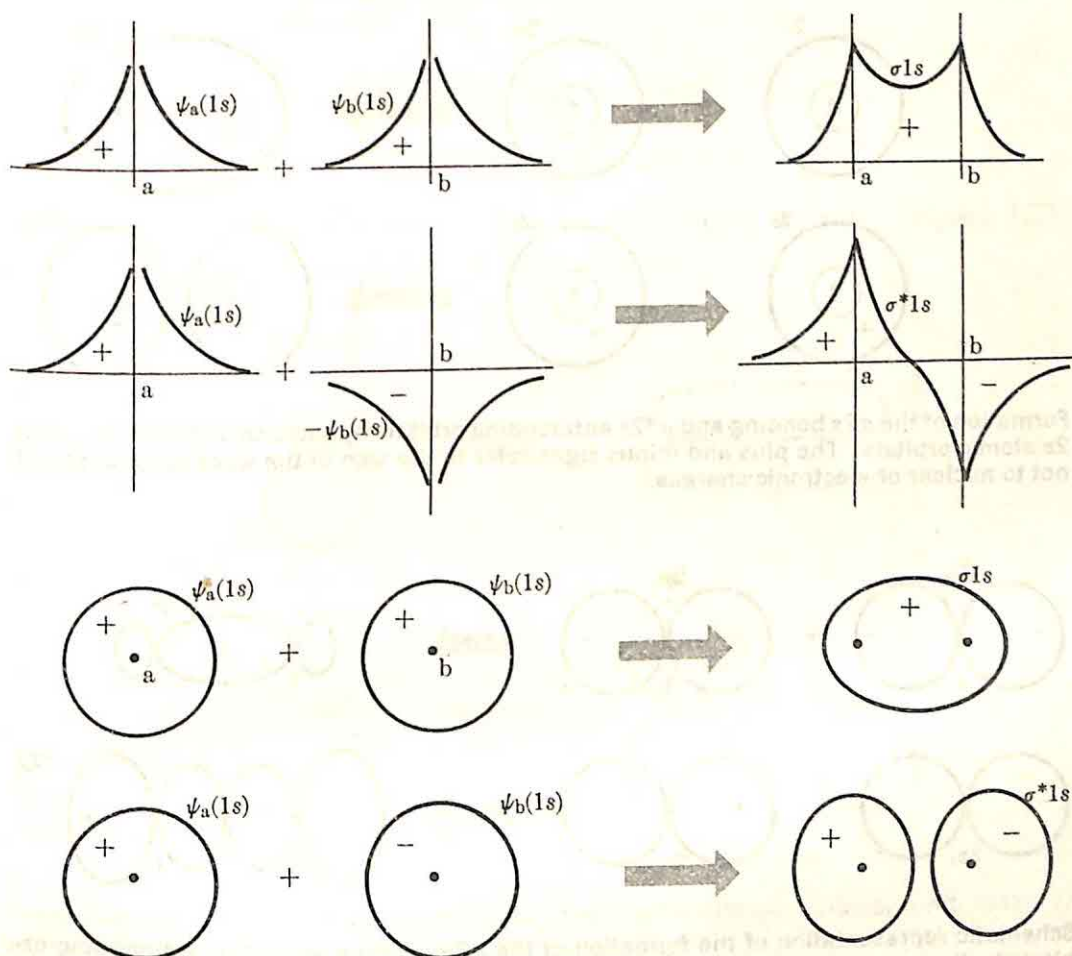 ψa(1s) ψb(1s) σ1s
+ + + +
a b a b
ψa(1s) σ*1s
+ b + b
a + − a −
−ψb(1s)
ψa(1s) ψb(1s) σ1s
+ + + +
a b
ψa(1s) ψb(1s) σ*1s
+ + − + −